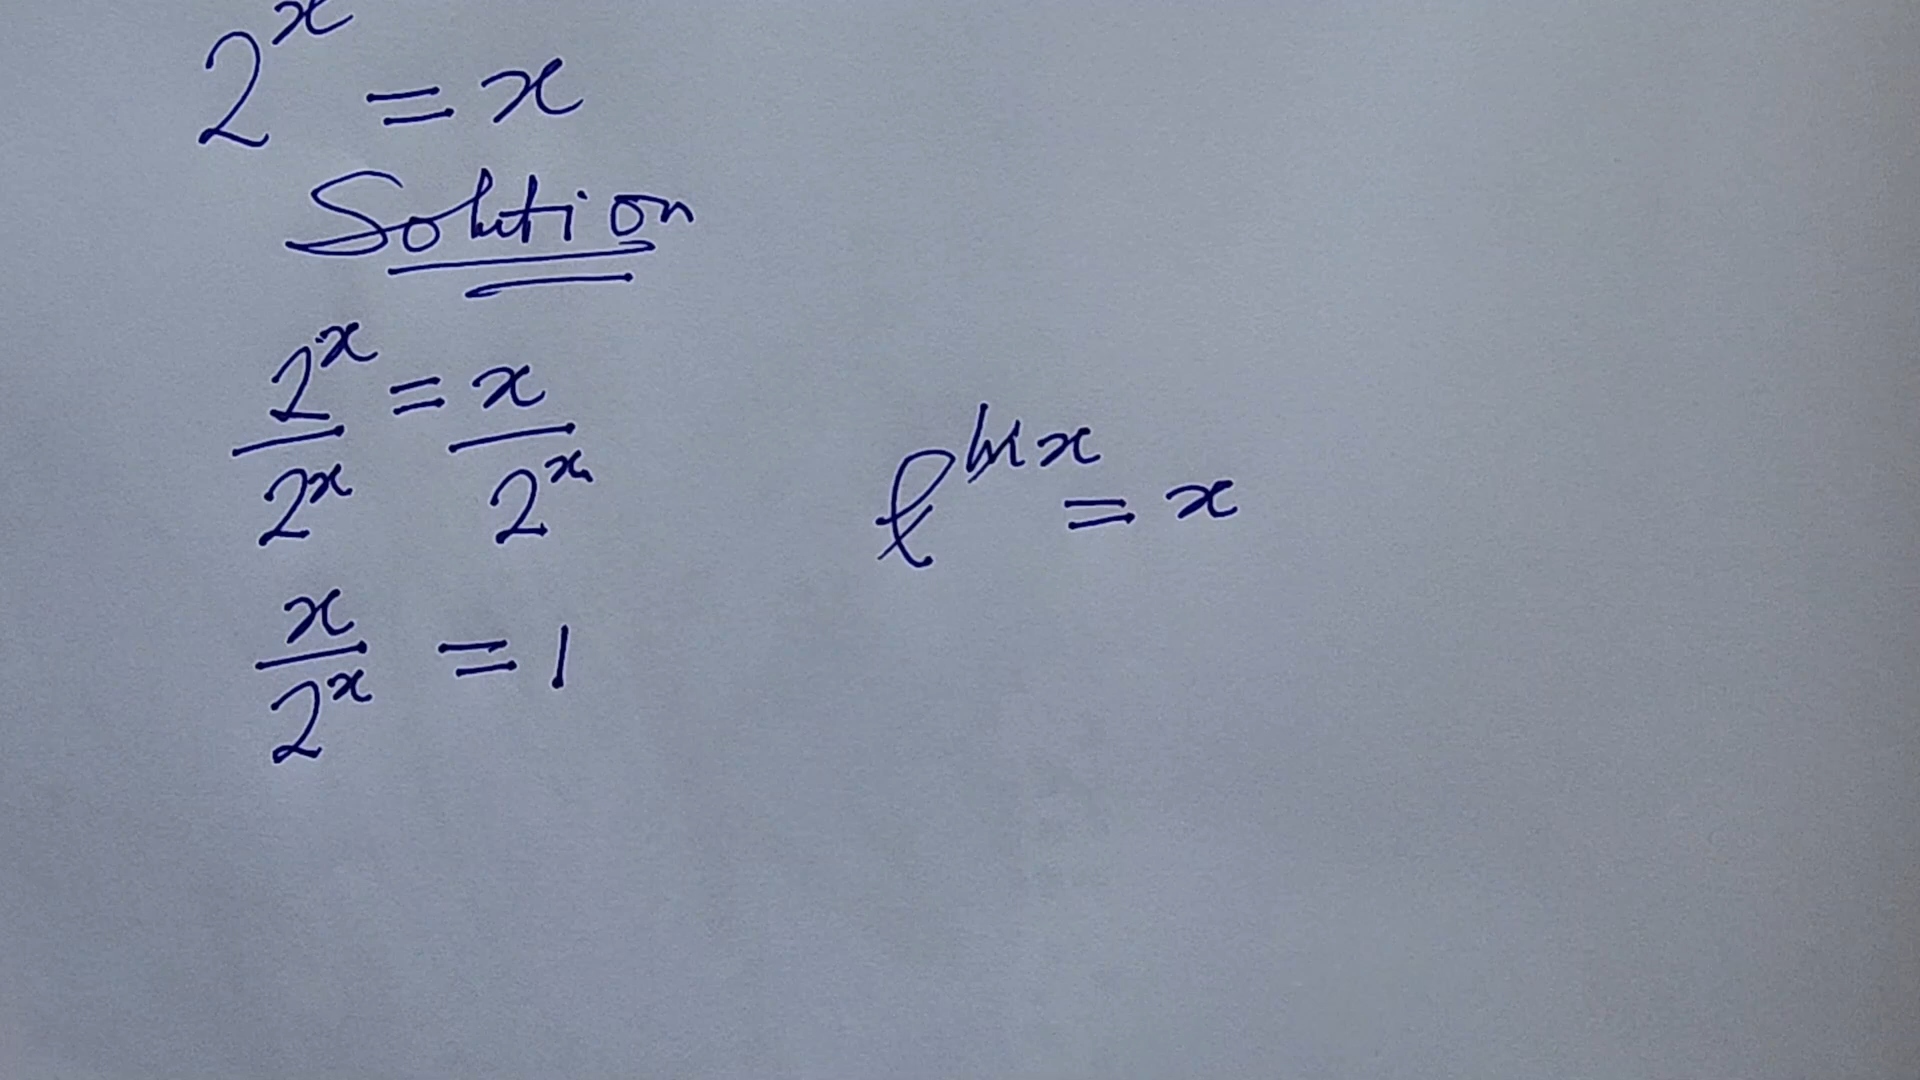 2^x = x
Solution
2^x/2^x = x/2^x
x/2^x = 1
e^ln x = x